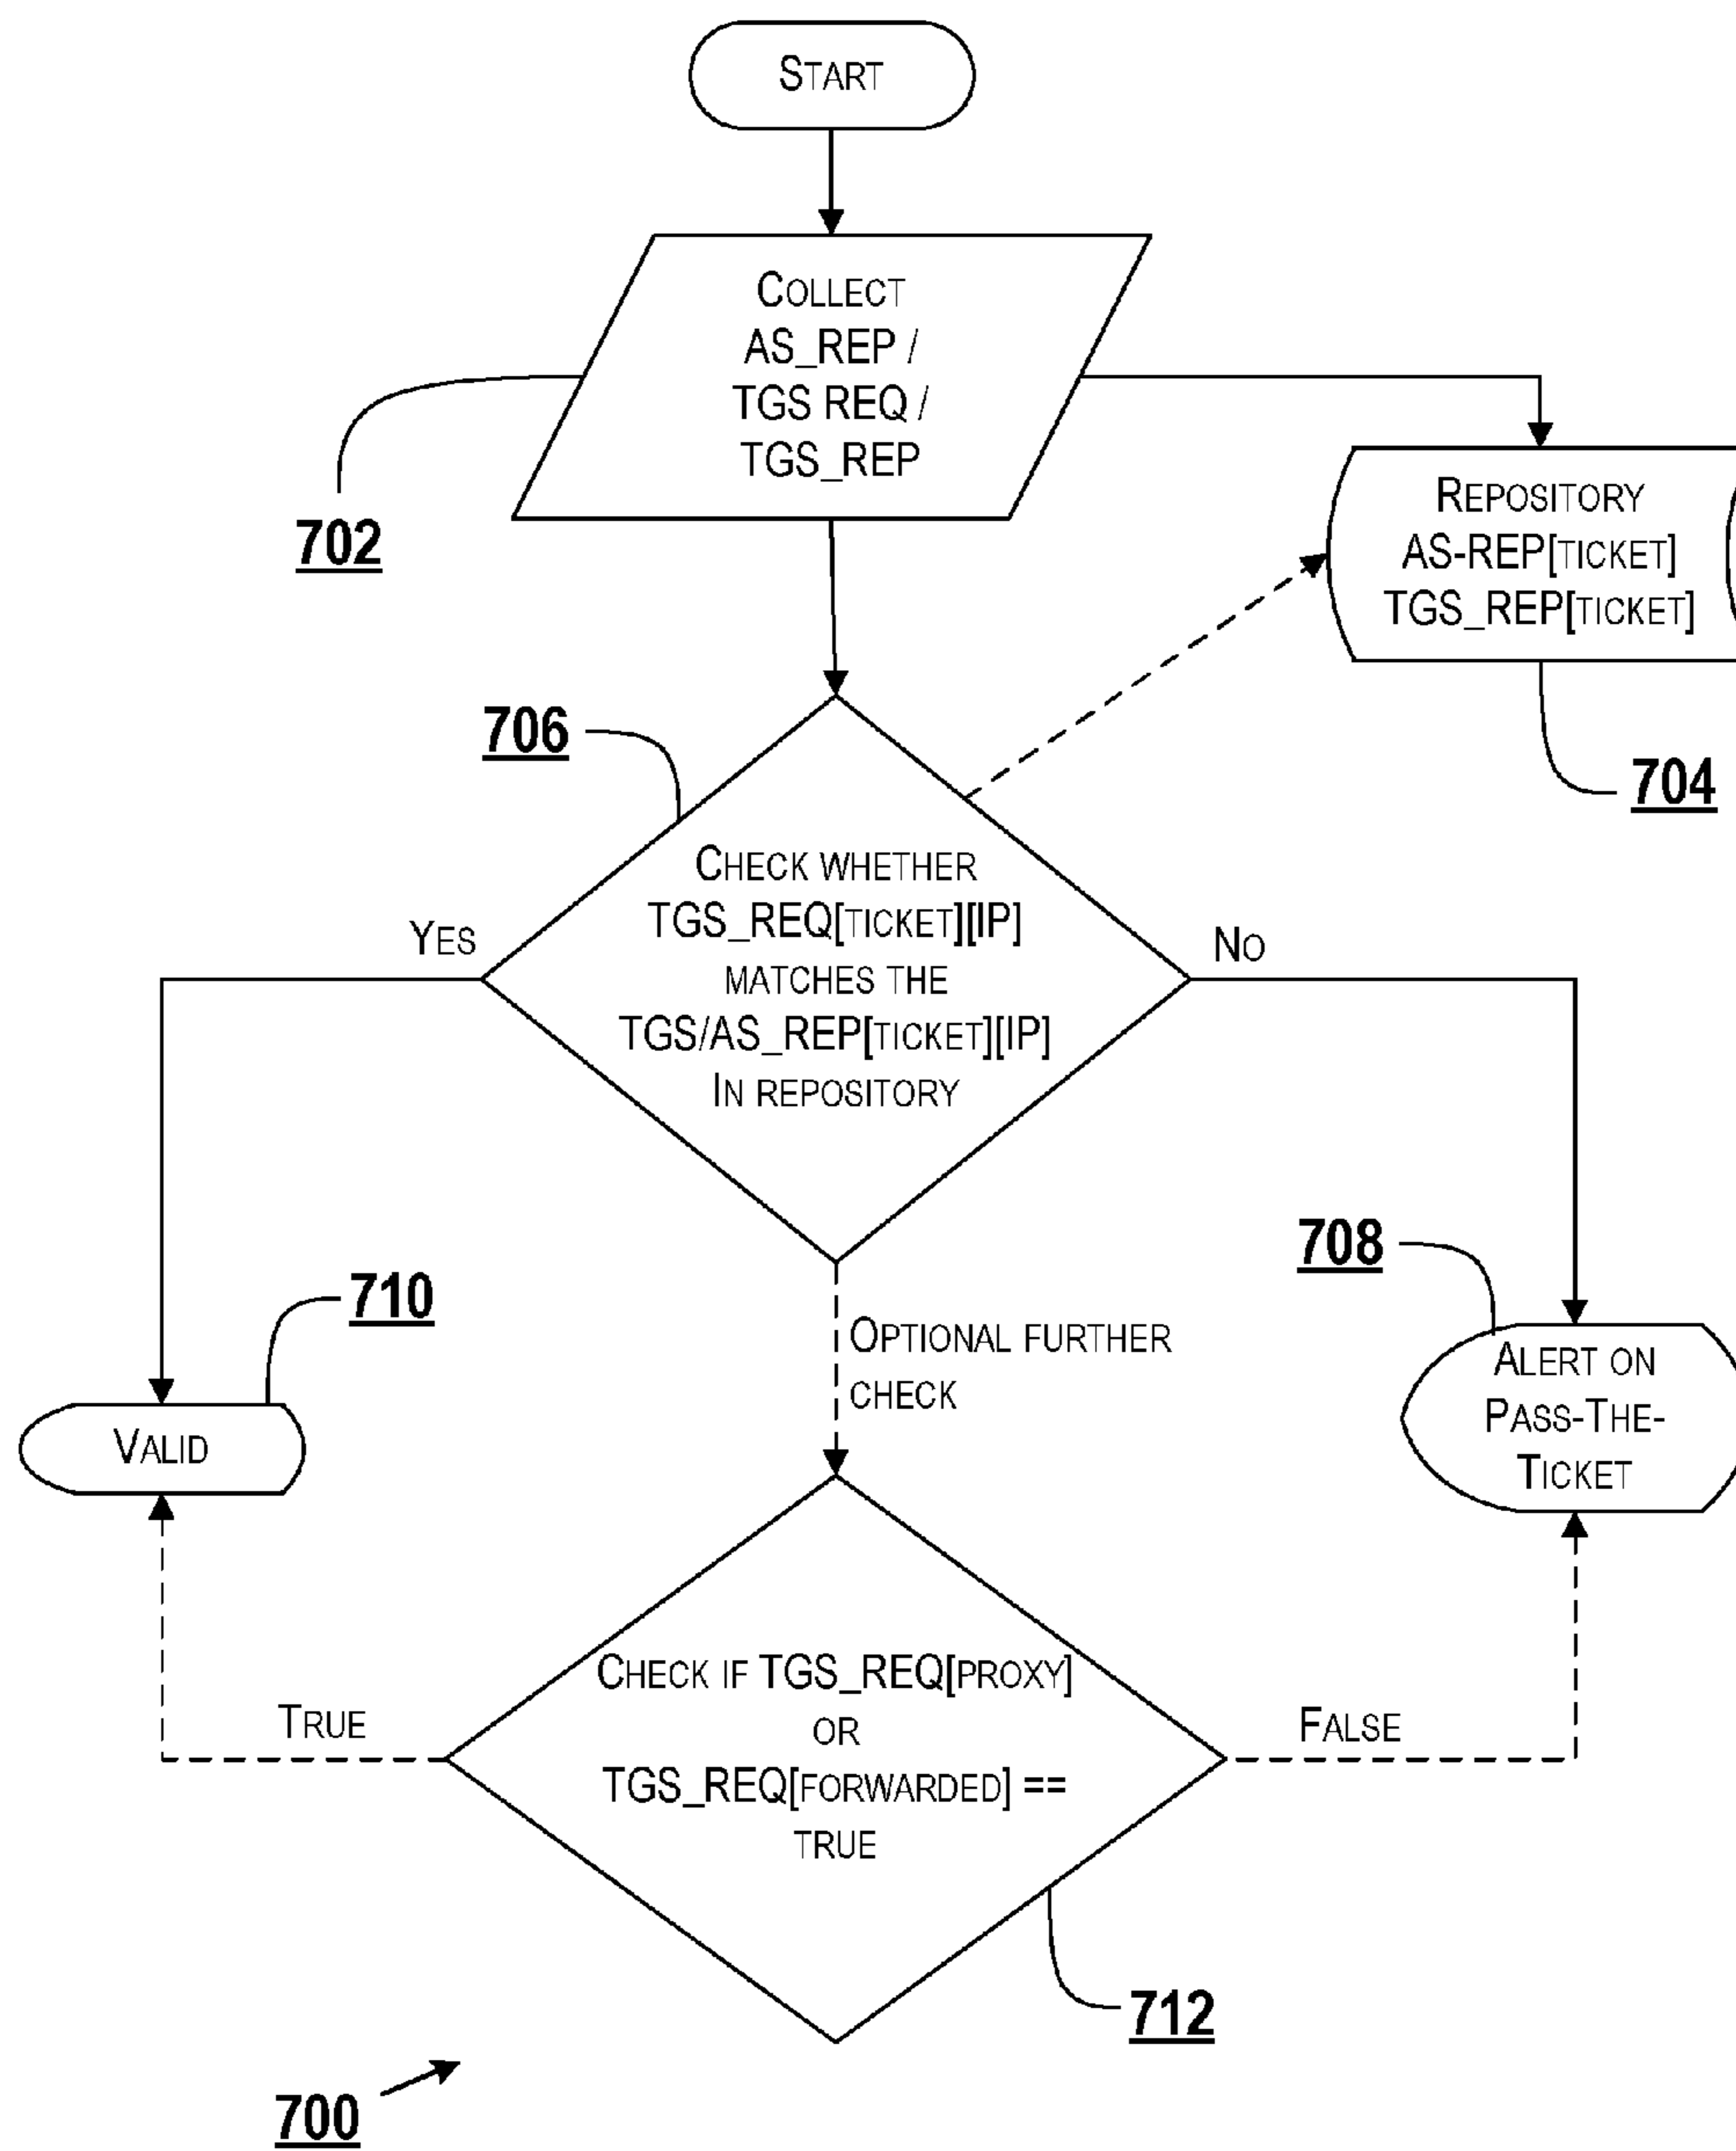 START
COLLECT
AS_REP /
TGS REQ /
TGS_REP
702
REPOSITORY
AS-REP[TICKET]
TGS_REP[TICKET]
704
706
CHECK WHETHER
TGS_REQ[TICKET][IP]
MATCHES THE
TGS/AS_REP[TICKET][IP]
IN REPOSITORY
YES
NO
708
710
OPTIONAL FURTHER
CHECK
ALERT ON
PASS-THE-
TICKET
VALID
CHECK IF TGS_REQ[PROXY]
OR
TGS_REQ[FORWARDED] ==
TRUE
TRUE
FALSE
712
700